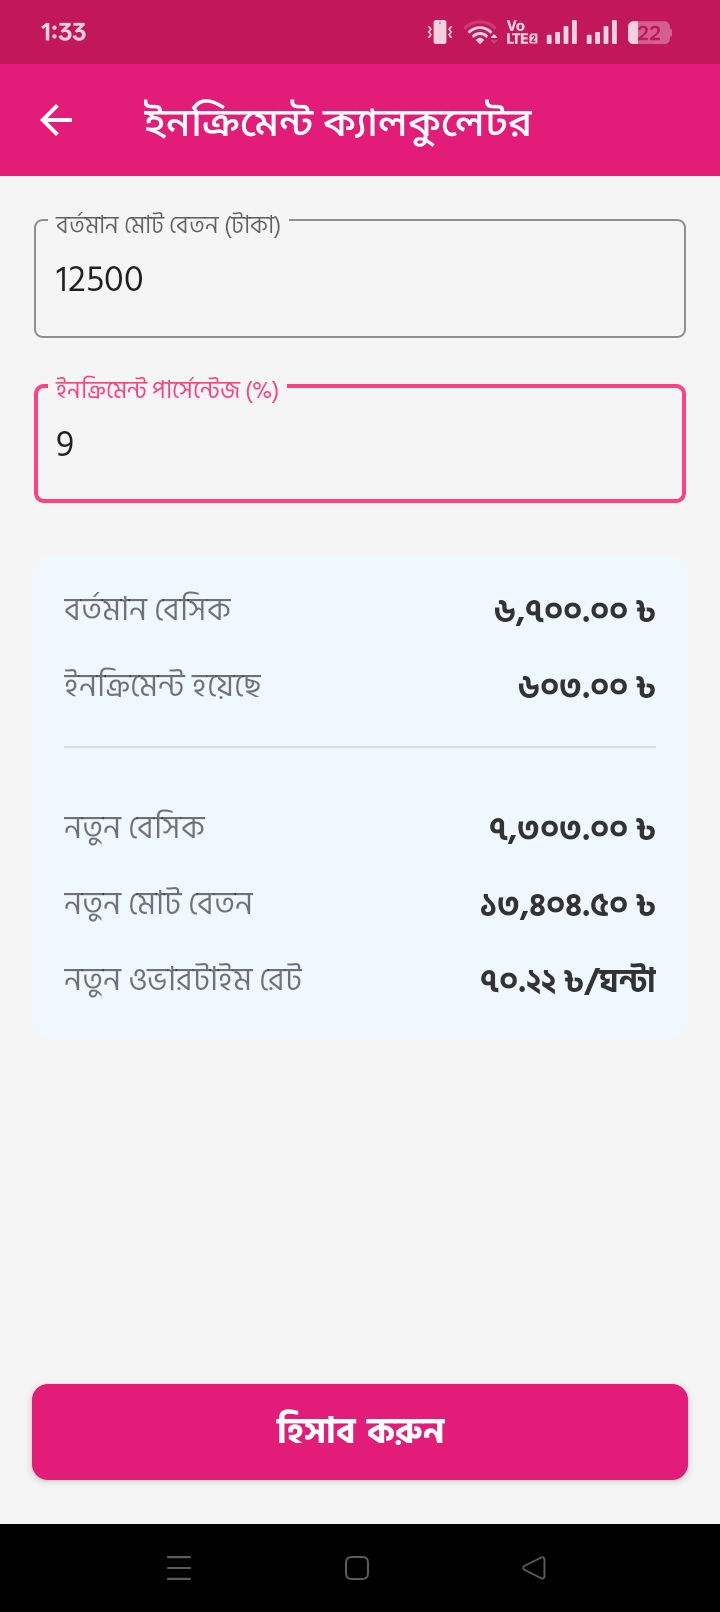 1:33
Vo
LTE2
22
ইনক্রিমেন্ট ক্যালকুলেটর
বর্তমান মোট বেতন (টাকা)
12500
ইনক্রিমেন্ট পার্সেন্টেজ (%)
9
বর্তমান বেসিক ৬,৭০০.০০ ৳
ইনক্রিমেন্ট হয়েছে ৬০৩.০০ ৳
নতুন বেসিক ৭,৩০৩.০০ ৳
নতুন মোট বেতন ১৩,৪০৪.৫০ ৳
নতুন ওভারটাইম রেট ৭০.২২ ৳/ঘন্টা
হিসাব করুন